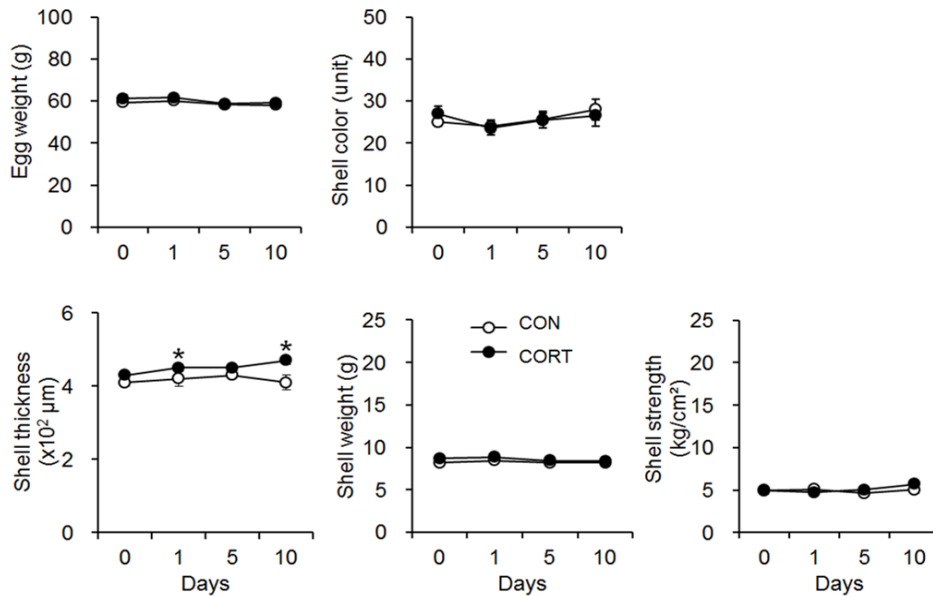 Egg weight (g)
100
80
60
40
20
0
0 1 5 10
Shell color (unit)
50
40
30
20
10
0
0 1 5 10
Shell thickness
(x10² μm)
6
4
2
0
* *
0 1 5 10
Days
Shell weight (g)
25
20
15
10
5
0
CON
CORT
0 1 5 10
Days
Shell strength
(kg/cm²)
25
20
15
10
5
0
0 1 5 10
Days